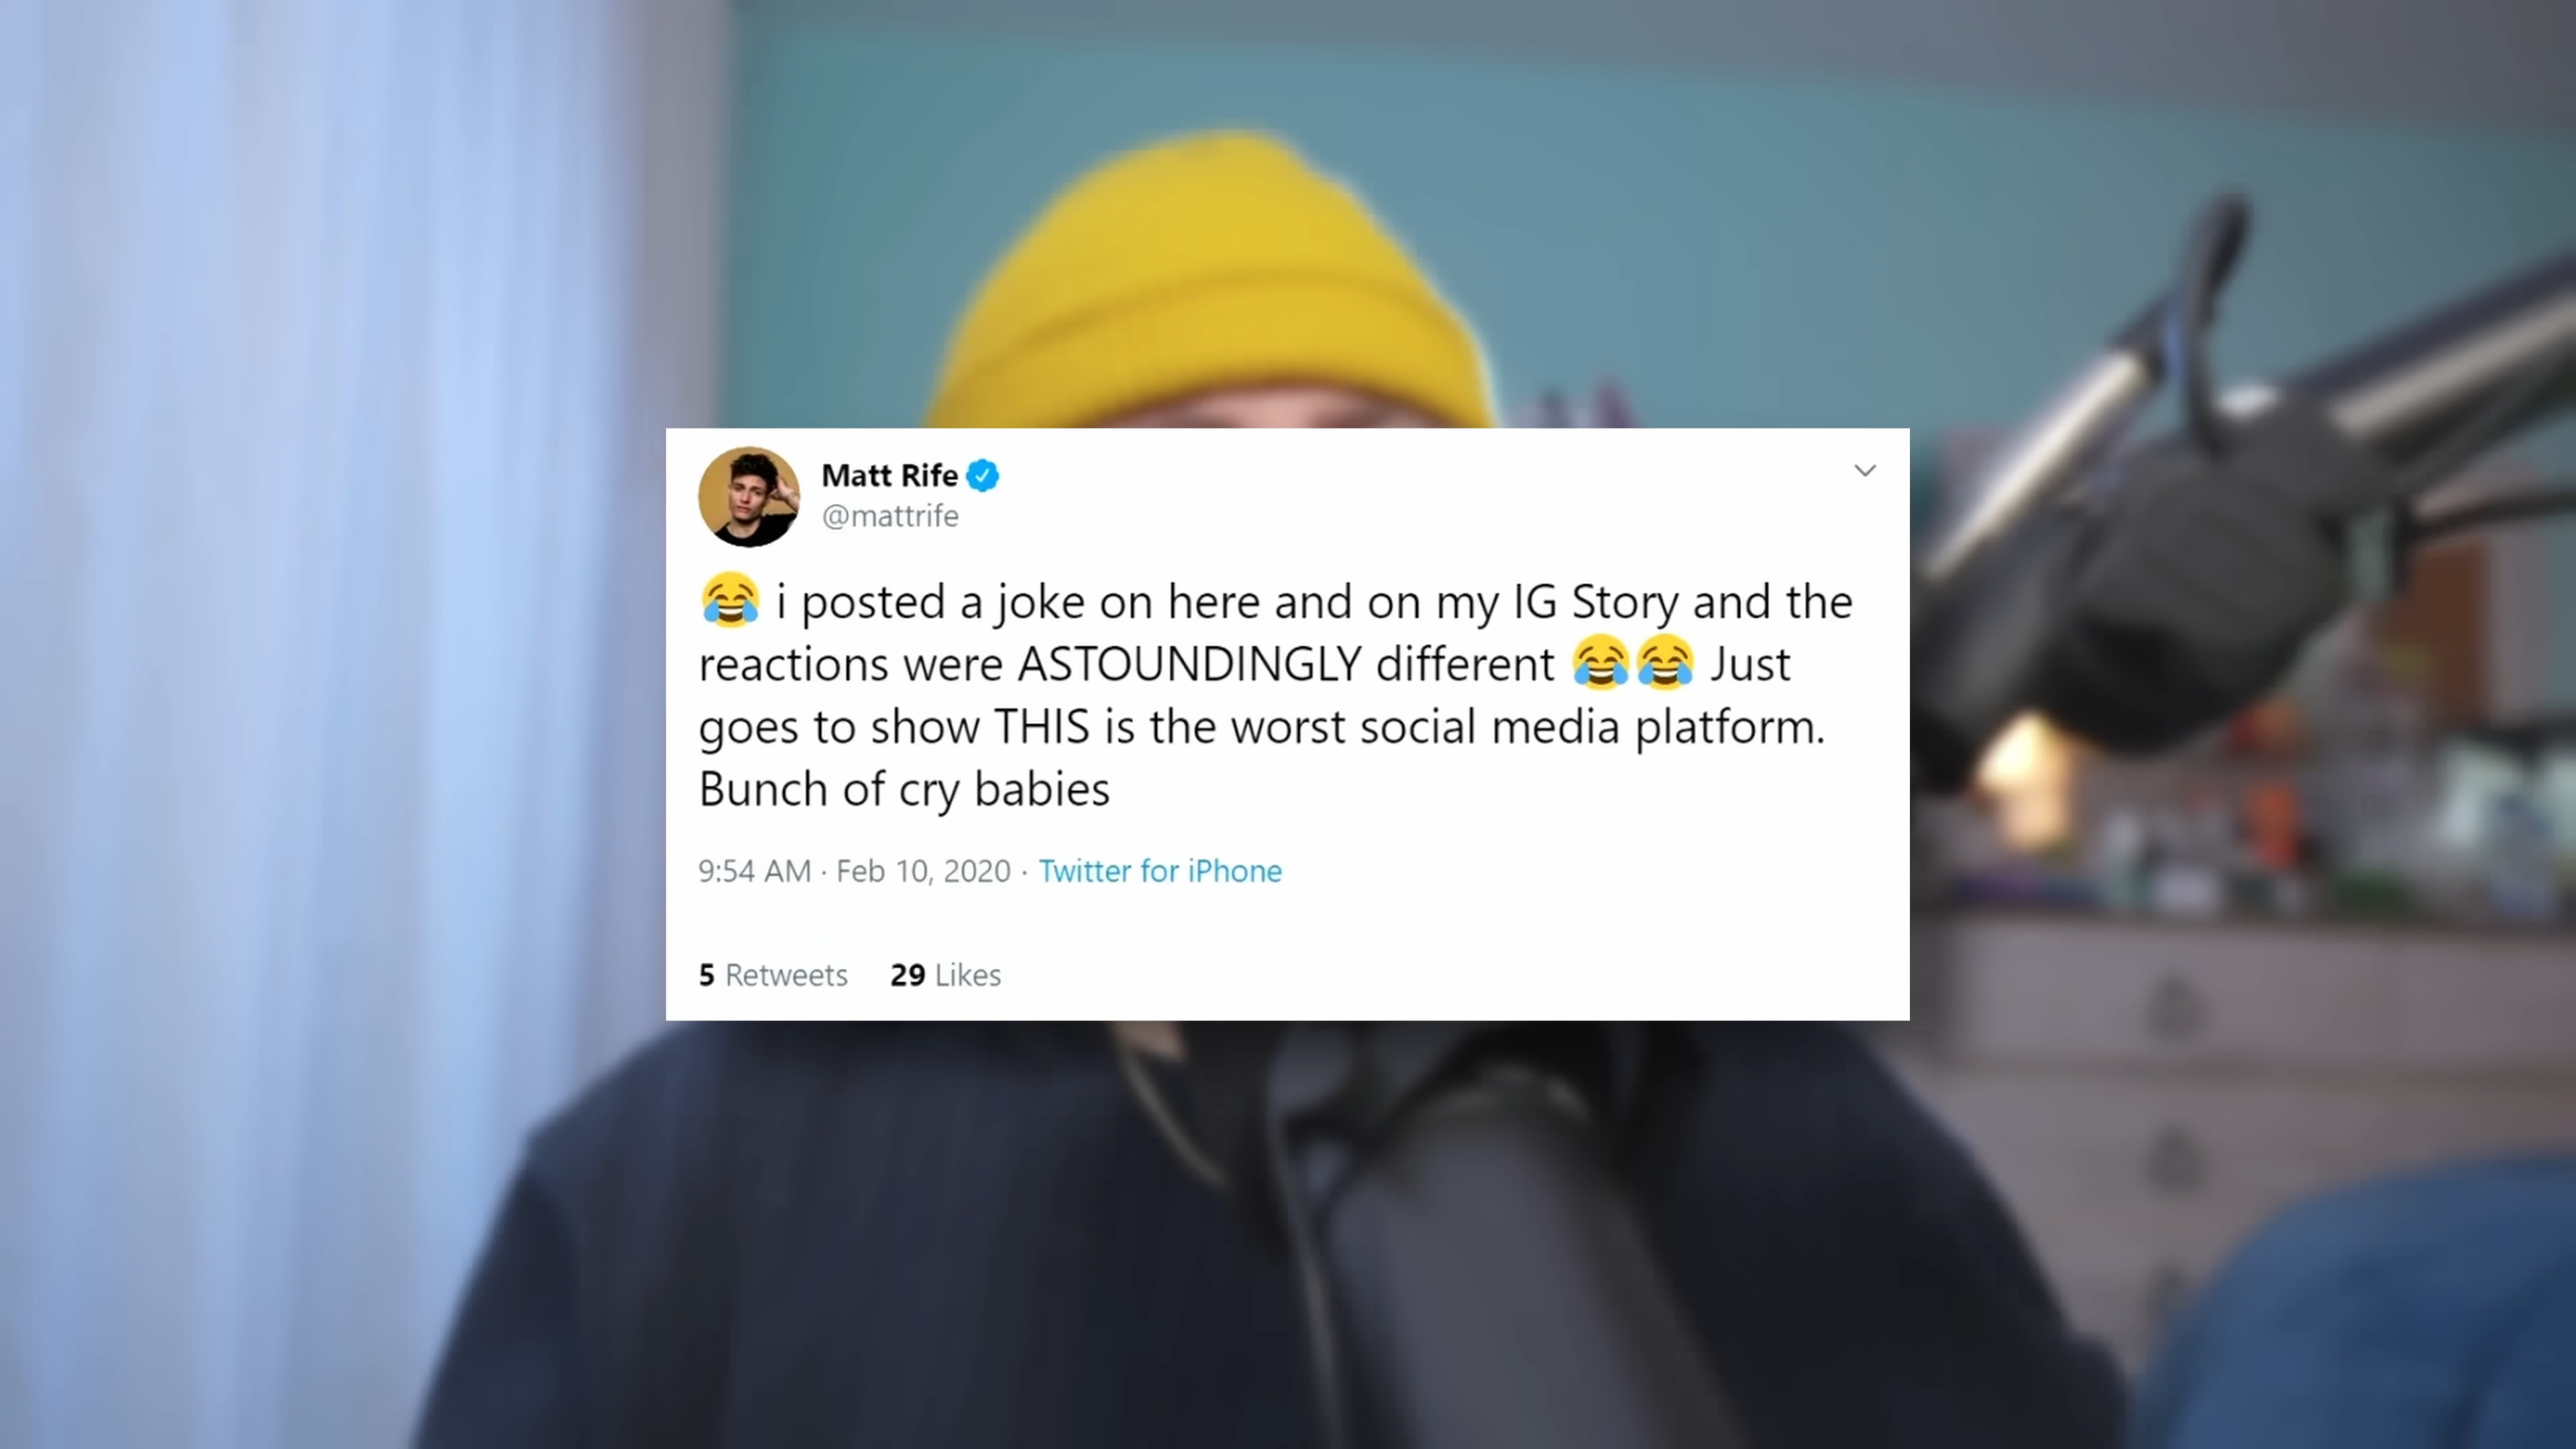 Matt Rife
@mattrife
😂 i posted a joke on here and on my IG Story and the
reactions were ASTOUNDINGLY different 😂😂 Just
goes to show THIS is the worst social media platform.
Bunch of cry babies
9:54 AM · Feb 10, 2020 · Twitter for iPhone
5 Retweets 29 Likes